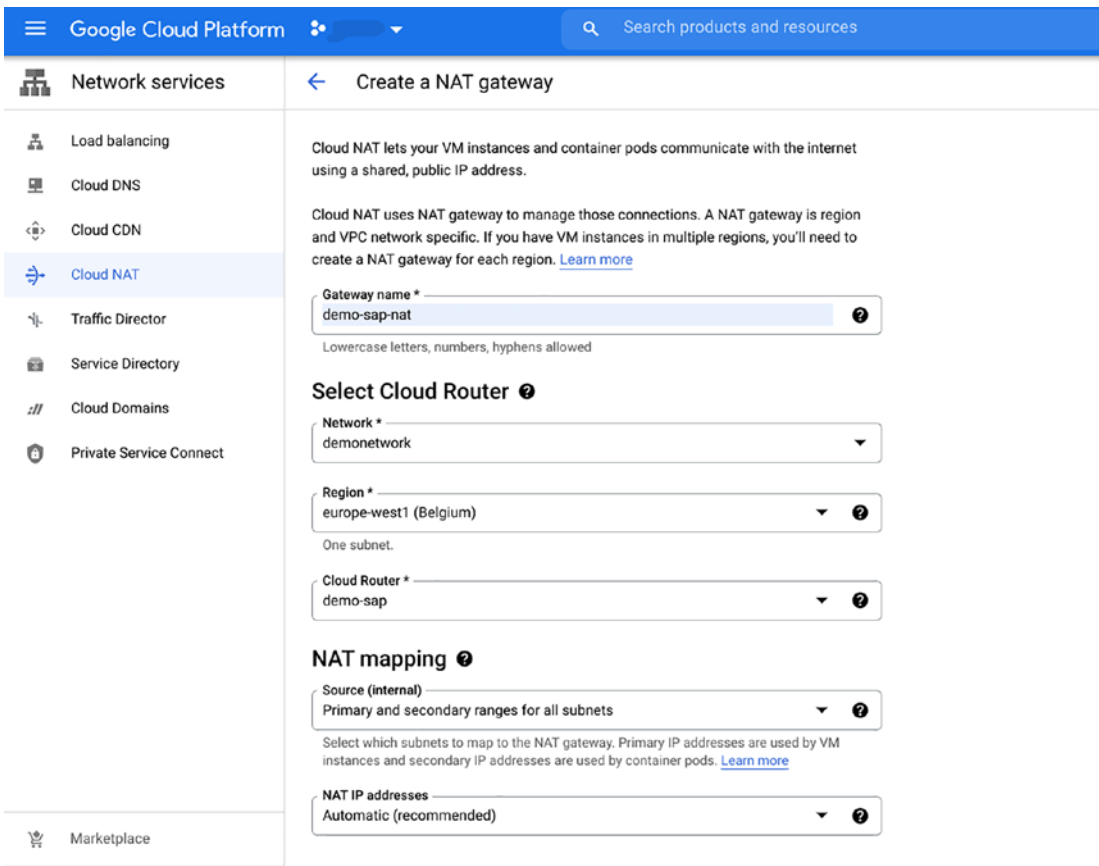 Google Cloud Platform
Search products and resources
Network services
Create a NAT gateway
Load balancing
Cloud DNS
Cloud CDN
Cloud NAT
Traffic Director
Service Directory
Cloud Domains
Private Service Connect
Marketplace
Cloud NAT lets your VM instances and container pods communicate with the internet
using a shared, public IP address.
Cloud NAT uses NAT gateway to manage those connections. A NAT gateway is region
and VPC network specific. If you have VM instances in multiple regions, you'll need to
create a NAT gateway for each region. Learn more
Gateway name *
demo-sap-nat
Lowercase letters, numbers, hyphens allowed
Select Cloud Router
Network *
demonetwork
Region *
europe-west1 (Belgium)
One subnet.
Cloud Router *
demo-sap
NAT mapping
Source (internal)
Primary and secondary ranges for all subnets
Select which subnets to map to the NAT gateway. Primary IP addresses are used by VM
instances and secondary IP addresses are used by container pods. Learn more
NAT IP addresses
Automatic (recommended)